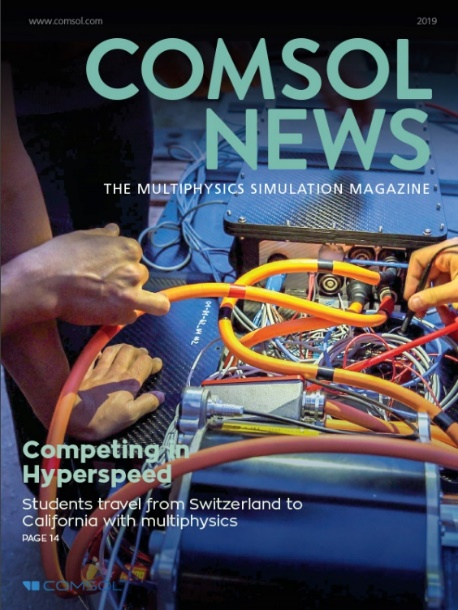 www.comsol.com
2019
COMSOL
NEWS
THE MULTIPHYSICS SIMULATION MAGAZINE
Competing in
Hyperspeed
Students travel from Switzerland to
California with multiphysics
PAGE 14
COMSOL